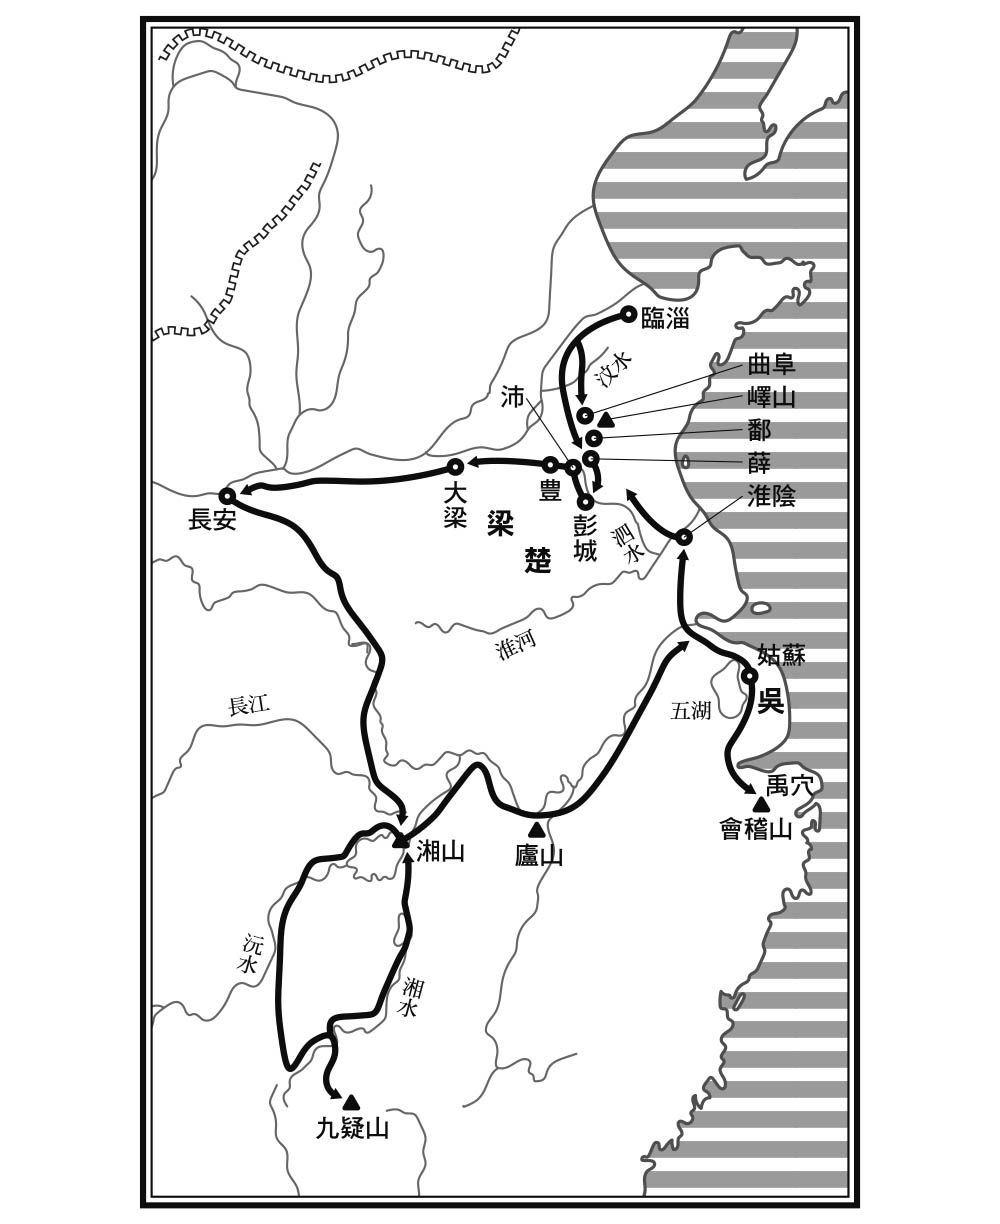 臨淄
汶水
曲阜
嶧山
沛
鄱
薛
淮陰
大梁
豊
彭城
梁
楚
泗水
長安
淮河
姑蘇
吳
五湖
長江
禹穴
會稽山
湘山
廬山
沅水
湘水
九疑山